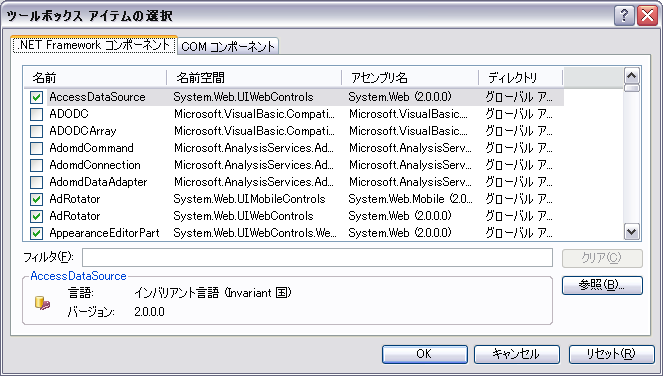 ツールボックス アイテムの選択
.NET Framework コンポーネント COM コンポーネント
名前 名前空間 アセンブリ名 ディレクトリ
AccessDataSource System.Web.UIWebControls System.Web (2.0.0.0) グローバル ア...
ADODC Microsoft.VisualBasic.Compati... Microsoft.VisualBasic.... グローバル ア...
ADODCArray Microsoft.VisualBasic.Compati... Microsoft.VisualBasic.... グローバル ア...
AdomdCommand Microsoft.AnalysisServices.Ad... Microsoft.AnalysisServ... グローバル ア...
AdomdConnection Microsoft.AnalysisServices.Ad... Microsoft.AnalysisServ... グローバル ア...
AdomdDataAdapter Microsoft.AnalysisServices.Ad... Microsoft.AnalysisServ... グローバル ア...
AdRotator System.Web.UIMobileControls System.Web.Mobile (2.0... グローバル ア...
AdRotator System.Web.UIWebControls System.Web (2.0.0.0) グローバル ア...
AppearanceEditorPart System.Web.UIWebControls.We... System.Web (2.0.0.0) グローバル ア...
フィルタ(F): クリア(C)
AccessDataSource
参照(B)...
言語: インバリアント言語 (Invariant 国)
バージョン: 2.0.0.0
OK キャンセル リセット(R)